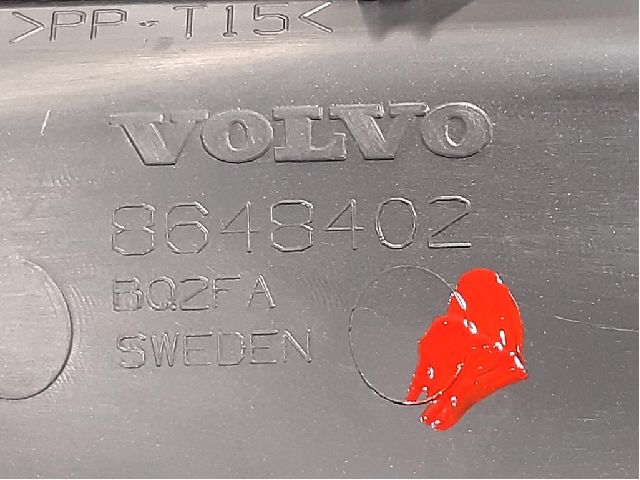 >PP-T15<
VOLVO
8648402
BQ2FA
SWEDEN